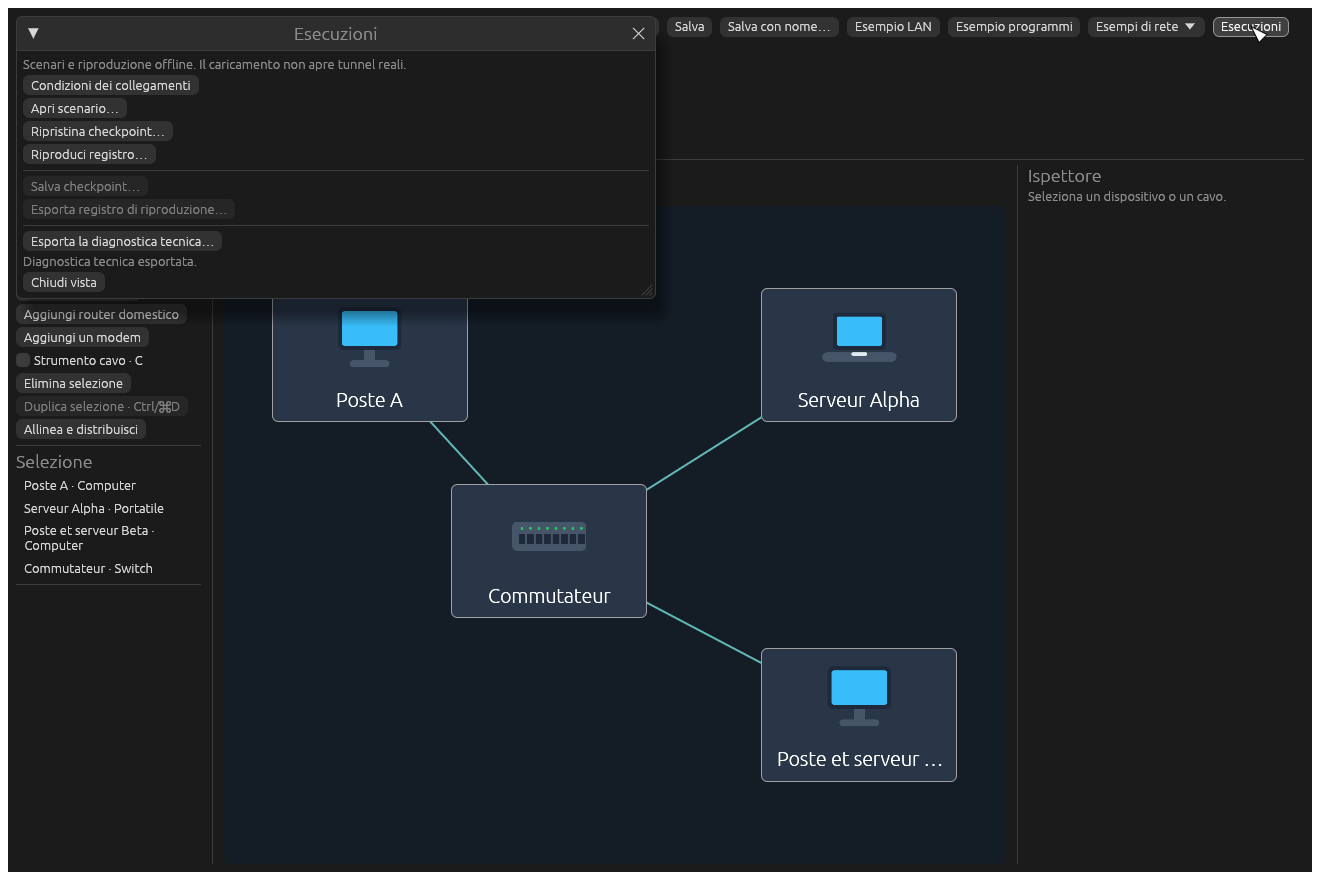 Esecuzioni
Salva
Salva con nome…
Esempio LAN
Esempio programmi
Esempi di rete
Esecuzioni
Scenari e riproduzione offline. Il caricamento non apre tunnel reali.
Condizioni dei collegamenti
Apri scenario…
Ripristina checkpoint…
Riproduci registro…
Salva checkpoint…
Esporta registro di riproduzione…
Esporta la diagnostica tecnica…
Diagnostica tecnica esportata.
Chiudi vista
Aggiungi router domestico
Aggiungi un modem
Strumento cavo · C
Elimina selezione
Duplica selezione · Ctrl/⌘D
Allinea e distribuisci
Selezione
Poste A · Computer
Serveur Alpha · Portatile
Poste et serveur Beta ·
Computer
Commutateur · Switch
Poste A
Serveur Alpha
Commutateur
Poste et serveur …
Ispettore
Seleziona un dispositivo o un cavo.